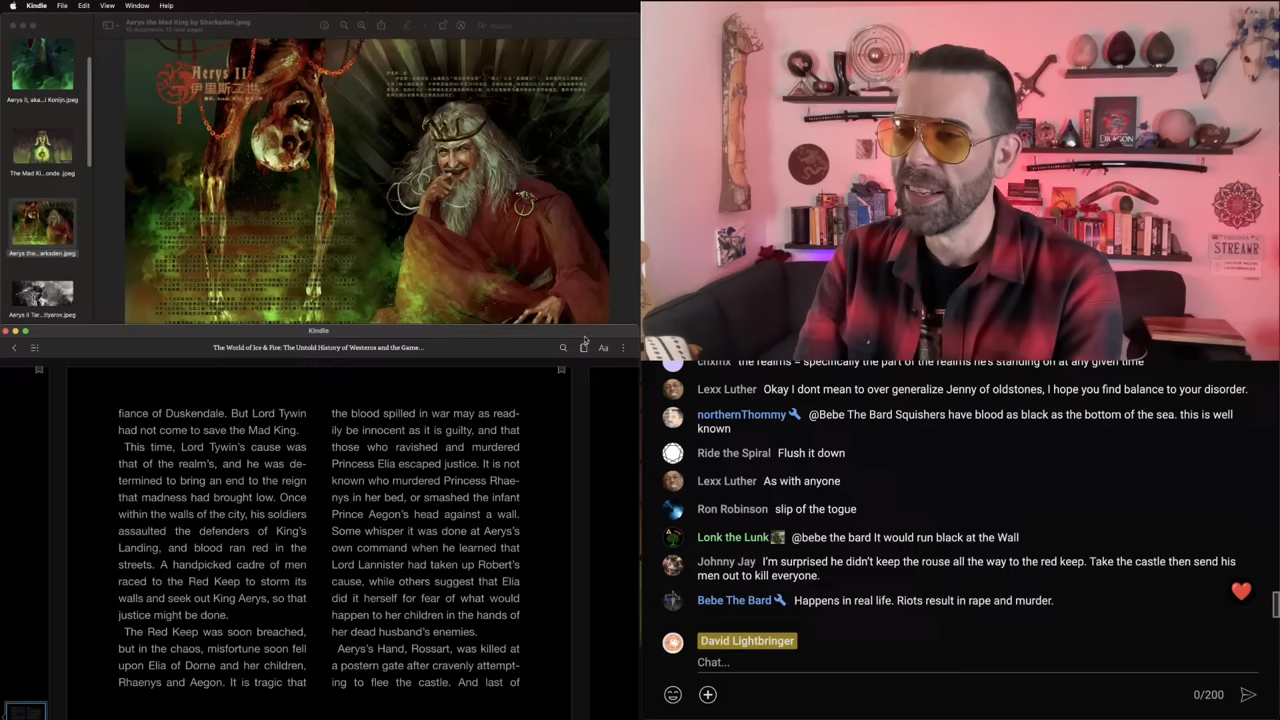 Kindle File Edit View Window Help
Aerys the Mad King by Sharksden.jpeg
15 documents, 15 total pages
Search
Aerys II, aka...i Konijn.jpeg
The Mad Ki...onde .jpeg
Aerys the...arksden.jpeg
Aerys II Tar...tlyarov.jpeg
Aerys II
伊里斯二世
DRAGON
STREAMR
Kindle
The World of Ice & Fire: The Untold History of Westeros and the Game...
Aa
fiance of Duskendale. But Lord Tywin
had not come to save the Mad King.
This time, Lord Tywin's cause was
that of the realm's, and he was de-
termined to bring an end to the reign
that madness had brought low. Once
within the walls of the city, his soldiers
assaulted the defenders of King's
Landing, and blood ran red in the
streets. A handpicked cadre of men
raced to the Red Keep to storm its
walls and seek out King Aerys, so that
justice might be done.
The Red Keep was soon breached,
but in the chaos, misfortune soon fell
upon Elia of Dorne and her children,
Rhaenys and Aegon. It is tragic that
the blood spilled in war may as read-
ily be innocent as it is guilty, and that
those who ravished and murdered
Princess Elia escaped justice. It is not
known who murdered Princess Rhae-
nys in her bed, or smashed the infant
Prince Aegon's head against a wall.
Some whisper it was done at Aerys's
own command when he learned that
Lord Lannister had taken up Robert's
cause, while others suggest that Elia
did it herself for fear of what would
happen to her children in the hands of
her dead husband's enemies.
Aerys's Hand, Rossart, was killed at
a postern gate after cravenly attempt-
ing to flee the castle. And last of
the realms – specifically the part of the realms he's standing on at any given time
Lexx Luther Okay I dont mean to over generalize Jenny of oldstones, I hope you find balance to your disorder.
northernThommy @Bebe The Bard Squishers have blood as black as the bottom of the sea. this is well
known
Ride the Spiral Flush it down
Lexx Luther As with anyone
Ron Robinson slip of the togue
Lonk the Lunk @bebe the bard It would run black at the Wall
Johnny Jay I'm surprised he didn't keep the rouse all the way to the red keep. Take the castle then send his
men out to kill everyone.
Bebe The Bard Happens in real life. Riots result in rape and murder.
David Lightbringer
Chat...
0/200